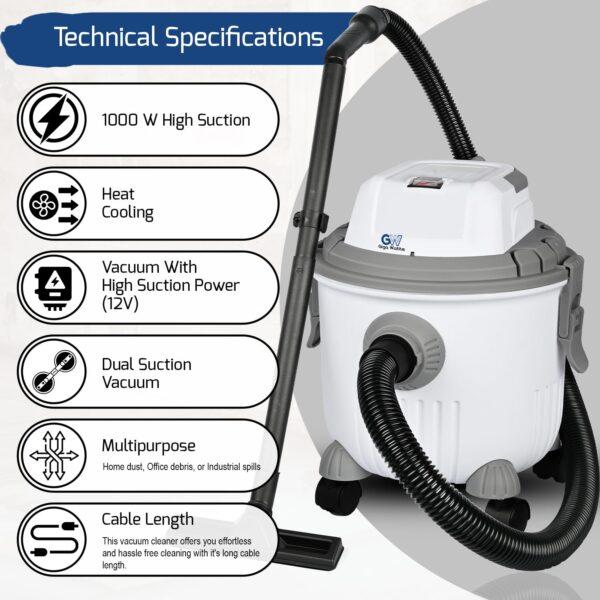 Technical Specifications
1000 W High Suction
Heat
Cooling
Vacuum With
High Suction Power
(12V)
Dual Suction
Vacuum
Multipurpose
Home dust, Office debris, or Industrial spills
Cable Length
This vacuum cleaner offers you effortless
and hassle free cleaning with it's long cable
length.
GW